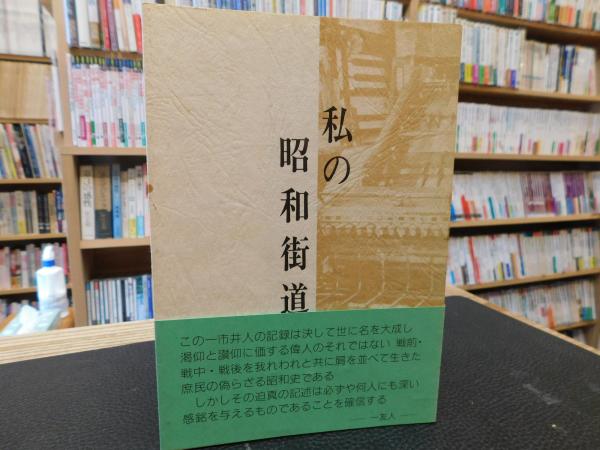 私の
昭和街道
この一市井人の記録は決して世に名を大成し
渇仰と讃仰に価する偉人のそれではない 戦前・
戦中・戦後を我れわれと共に肩を並べて生きた
庶民の偽らざる昭和史である
しかしその迫真の記述は必ずや何人にも深い
感銘を与えるものであることを確信する
── 一友人 ──